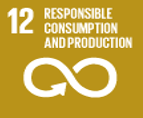 12 RESPONSIBLE
CONSUMPTION
AND PRODUCTION